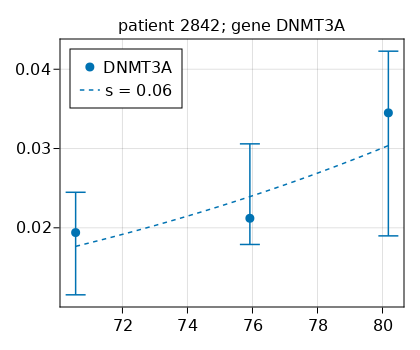 patient 2842; gene DNMT3A
DNMT3A
s = 0.06
0.04
0.03
0.02
72 74 76 78 80